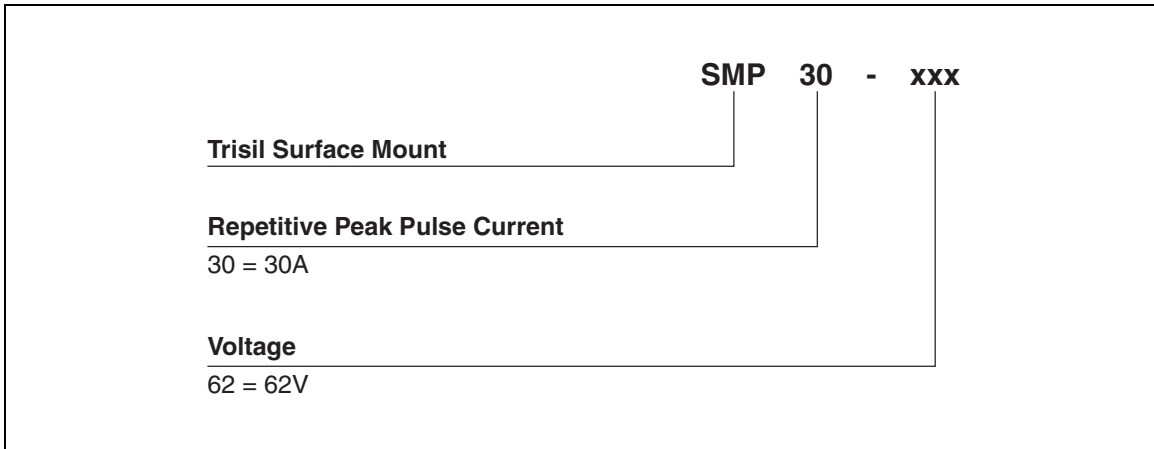 SMP 30 - xxx
Trisil Surface Mount
Repetitive Peak Pulse Current
30 = 30A
Voltage
62 = 62V